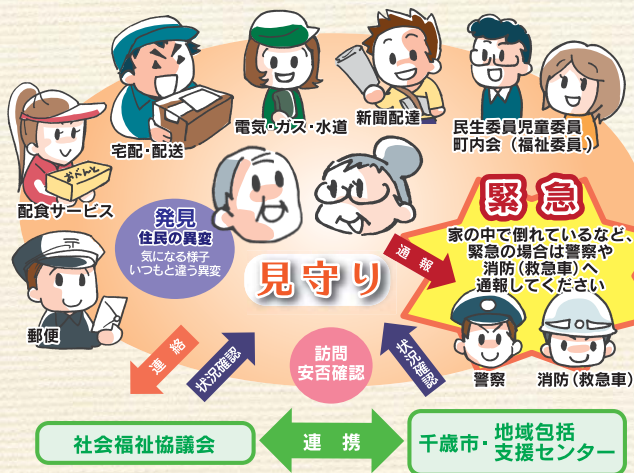 宅配・配送
電気・ガス・水道
新聞配達
民生委員児童委員
町内会（福祉委員）
べんとう
配食サービス
発見
住民の異変
気になる様子
いつもと違う異変
見守り
通報
緊急
家の中で倒れているなど、
緊急の場合は警察や
消防（救急車）へ
通報してください
郵便
警察
消防（救急車）
連絡
状況確認
訪問
安否確認
状況確認
社会福祉協議会
連携
千歳市・地域包括
支援センター